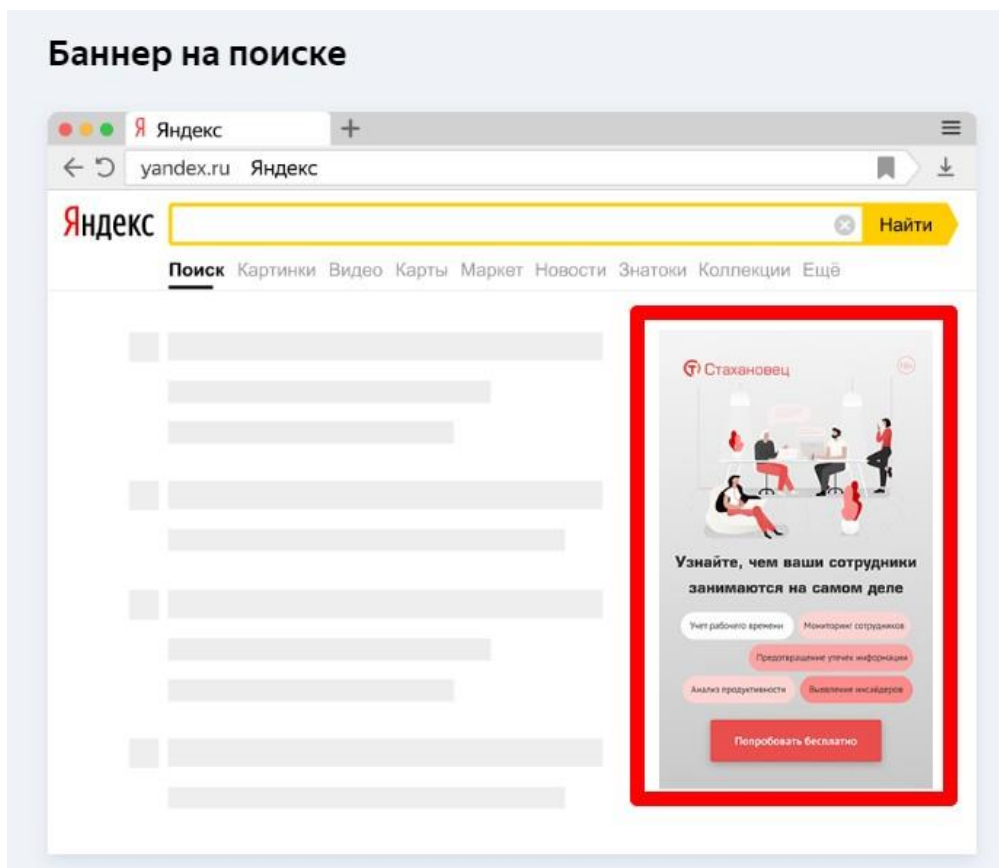 Баннер на поиске
Я Яндекс
yandex.ru Яндекс
Яндекс
Найти
Поиск Картинки Видео Карты Маркет Новости Знатоки Коллекции Ещё
Стахановец
Узнайте, чем ваши сотрудники
занимаются на самом деле
Учет рабочего времени Мониторинг сотрудников
Предотвращение утечек информации
Анализ продуктивности Выявление инсайдеров
Попробовать бесплатно